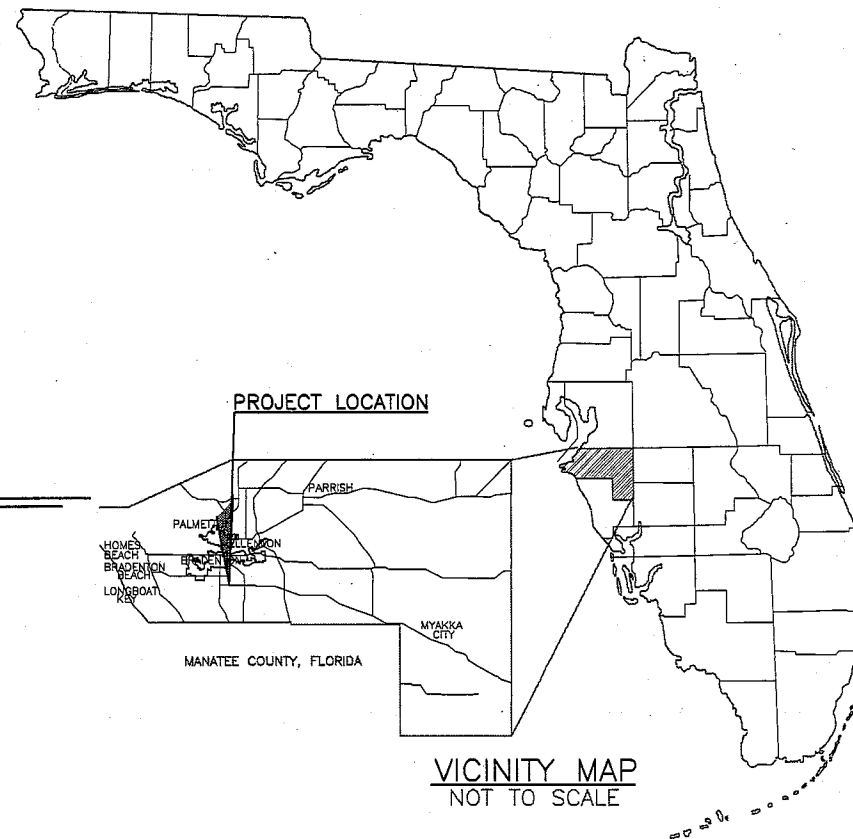 PROJECT LOCATION
PARRISH
HOMES
BEACH
BRADENTON
BEACH
LONGBOAT
KEY
MYAKKA
CITY
MANATEE COUNTY, FLORIDA
VICINITY MAP
NOT TO SCALE